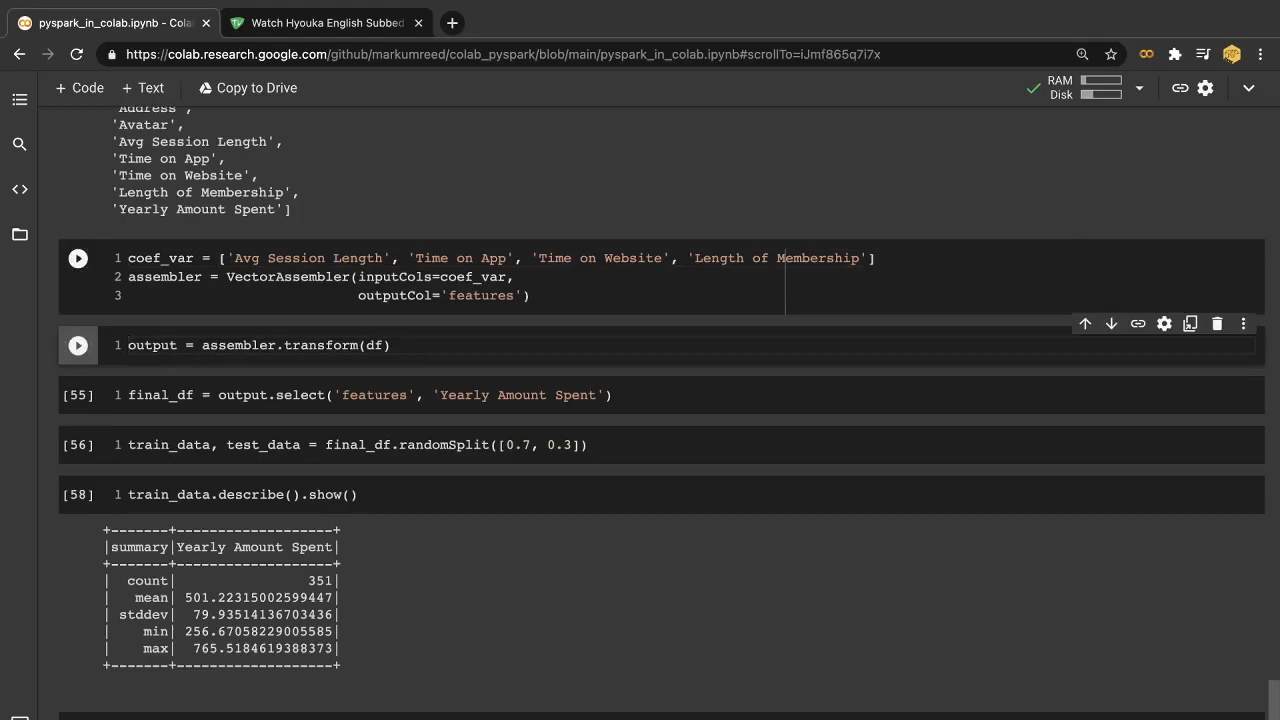 pyspark_in_colab.ipynb - Cola
Watch Hyouka English Subbed
https://colab.research.google.com/github/markumreed/colab_pyspark/blob/main/pyspark_in_colab.ipynb#scrollTo=iJmf865q7i7x
+ Code + Text Copy to Drive
RAM
Disk
'Address',
'Avatar',
'Avg Session Length',
'Time on App',
'Time on Website',
'Length of Membership',
'Yearly Amount Spent']
1 coef_var = ['Avg Session Length', 'Time on App', 'Time on Website', 'Length of Membership']
2 assembler = VectorAssembler(inputCols=coef_var,
3 outputCol='features')
1 output = assembler.transform(df)
[55] 1 final_df = output.select('features', 'Yearly Amount Spent')
[56] 1 train_data, test_data = final_df.randomSplit([0.7, 0.3])
[58] 1 train_data.describe().show()
+-------+------------------+
|summary|Yearly Amount Spent|
+-------+------------------+
| count| 351|
| mean| 501.22315002599447|
| stddev| 79.93514136703436|
| min| 256.67058229005585|
| max| 765.5184619388373|
+-------+------------------+